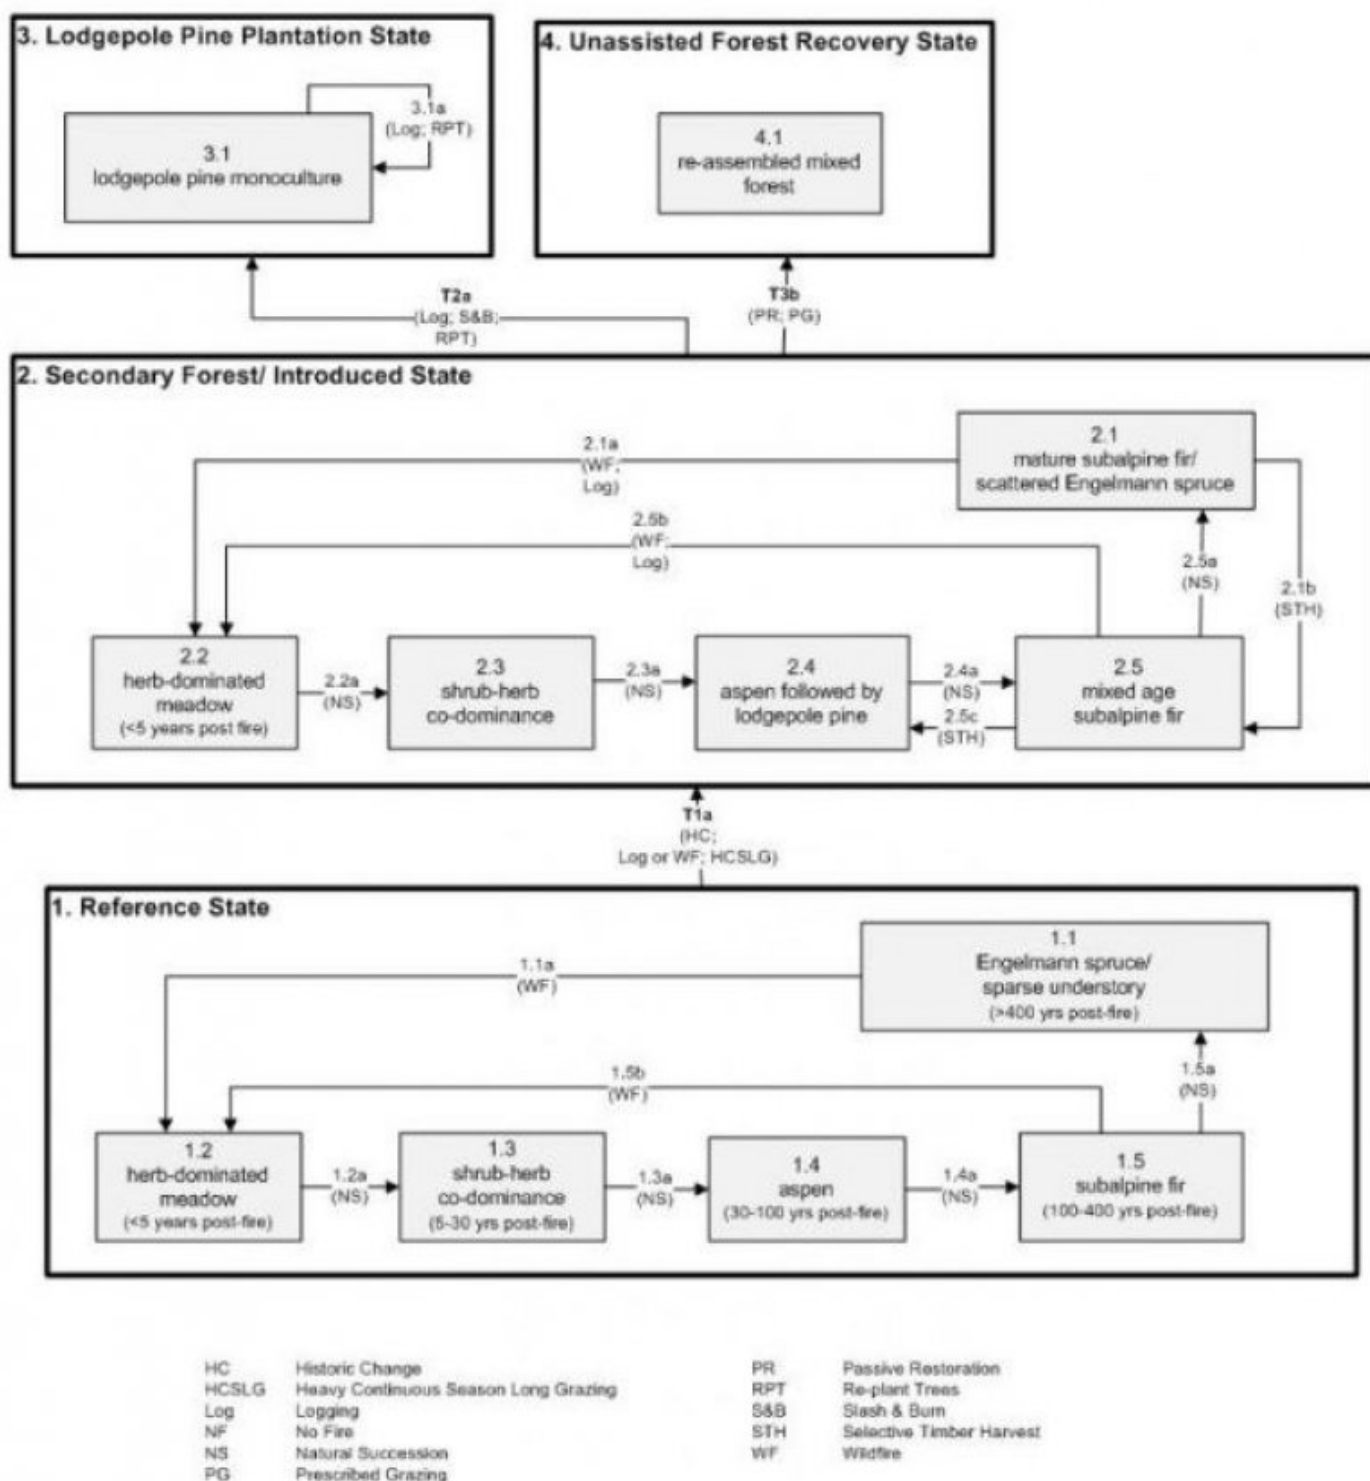 3. Lodgepole Pine Plantation State
3.1a
(Log; RPT)
3.1
lodgepole pine monoculture
4. Unassisted Forest Recovery State
4.1
re-assembled mixed
forest
T2a
(Log; S&B;
RPT)
T3b
(PR; PG)
2. Secondary Forest/ Introduced State
2.1
mature subalpine fir/
scattered Engelmann spruce
2.1a
(WF;
Log)
2.5b
(WF;
Log)
2.5a
(NS)
2.1b
(STH)
2.2
herb-dominated
meadow
(<5 years post fire)
2.2a
(NS)
2.3
shrub-herb
co-dominance
2.3a
(NS)
2.4
aspen followed by
lodgepole pine
2.4a
(NS)
2.5c
(STH)
2.5
mixed age
subalpine fir
T1a
(HC;
Log or WF; HCSLG)
1. Reference State
1.1
Engelmann spruce/
sparse understory
(>400 yrs post-fire)
1.1a
(WF)
1.5b
(WF)
1.5a
(NS)
1.2
herb-dominated
meadow
(<5 years post-fire)
1.2a
(NS)
1.3
shrub-herb
co-dominance
(5-30 yrs post-fire)
1.3a
(NS)
1.4
aspen
(30-100 yrs post-fire)
1.4a
(NS)
1.5
subalpine fir
(100-400 yrs post-fire)
HC Historic Change
HCSLG Heavy Continuous Season Long Grazing
Log Logging
NF No Fire
NS Natural Succession
PG Prescribed Grazing
PR Passive Restoration
RPT Re-plant Trees
S&B Slash & Burn
STH Selective Timber Harvest
WF Wildfire